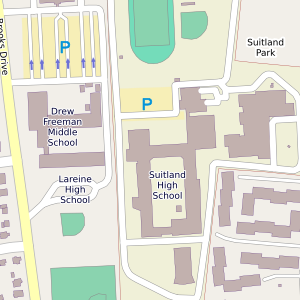 Brooks Drive
P
Suitland
Park
P
Drew
Freeman
Middle
School
Lareine
High
School
Suitland
High
School